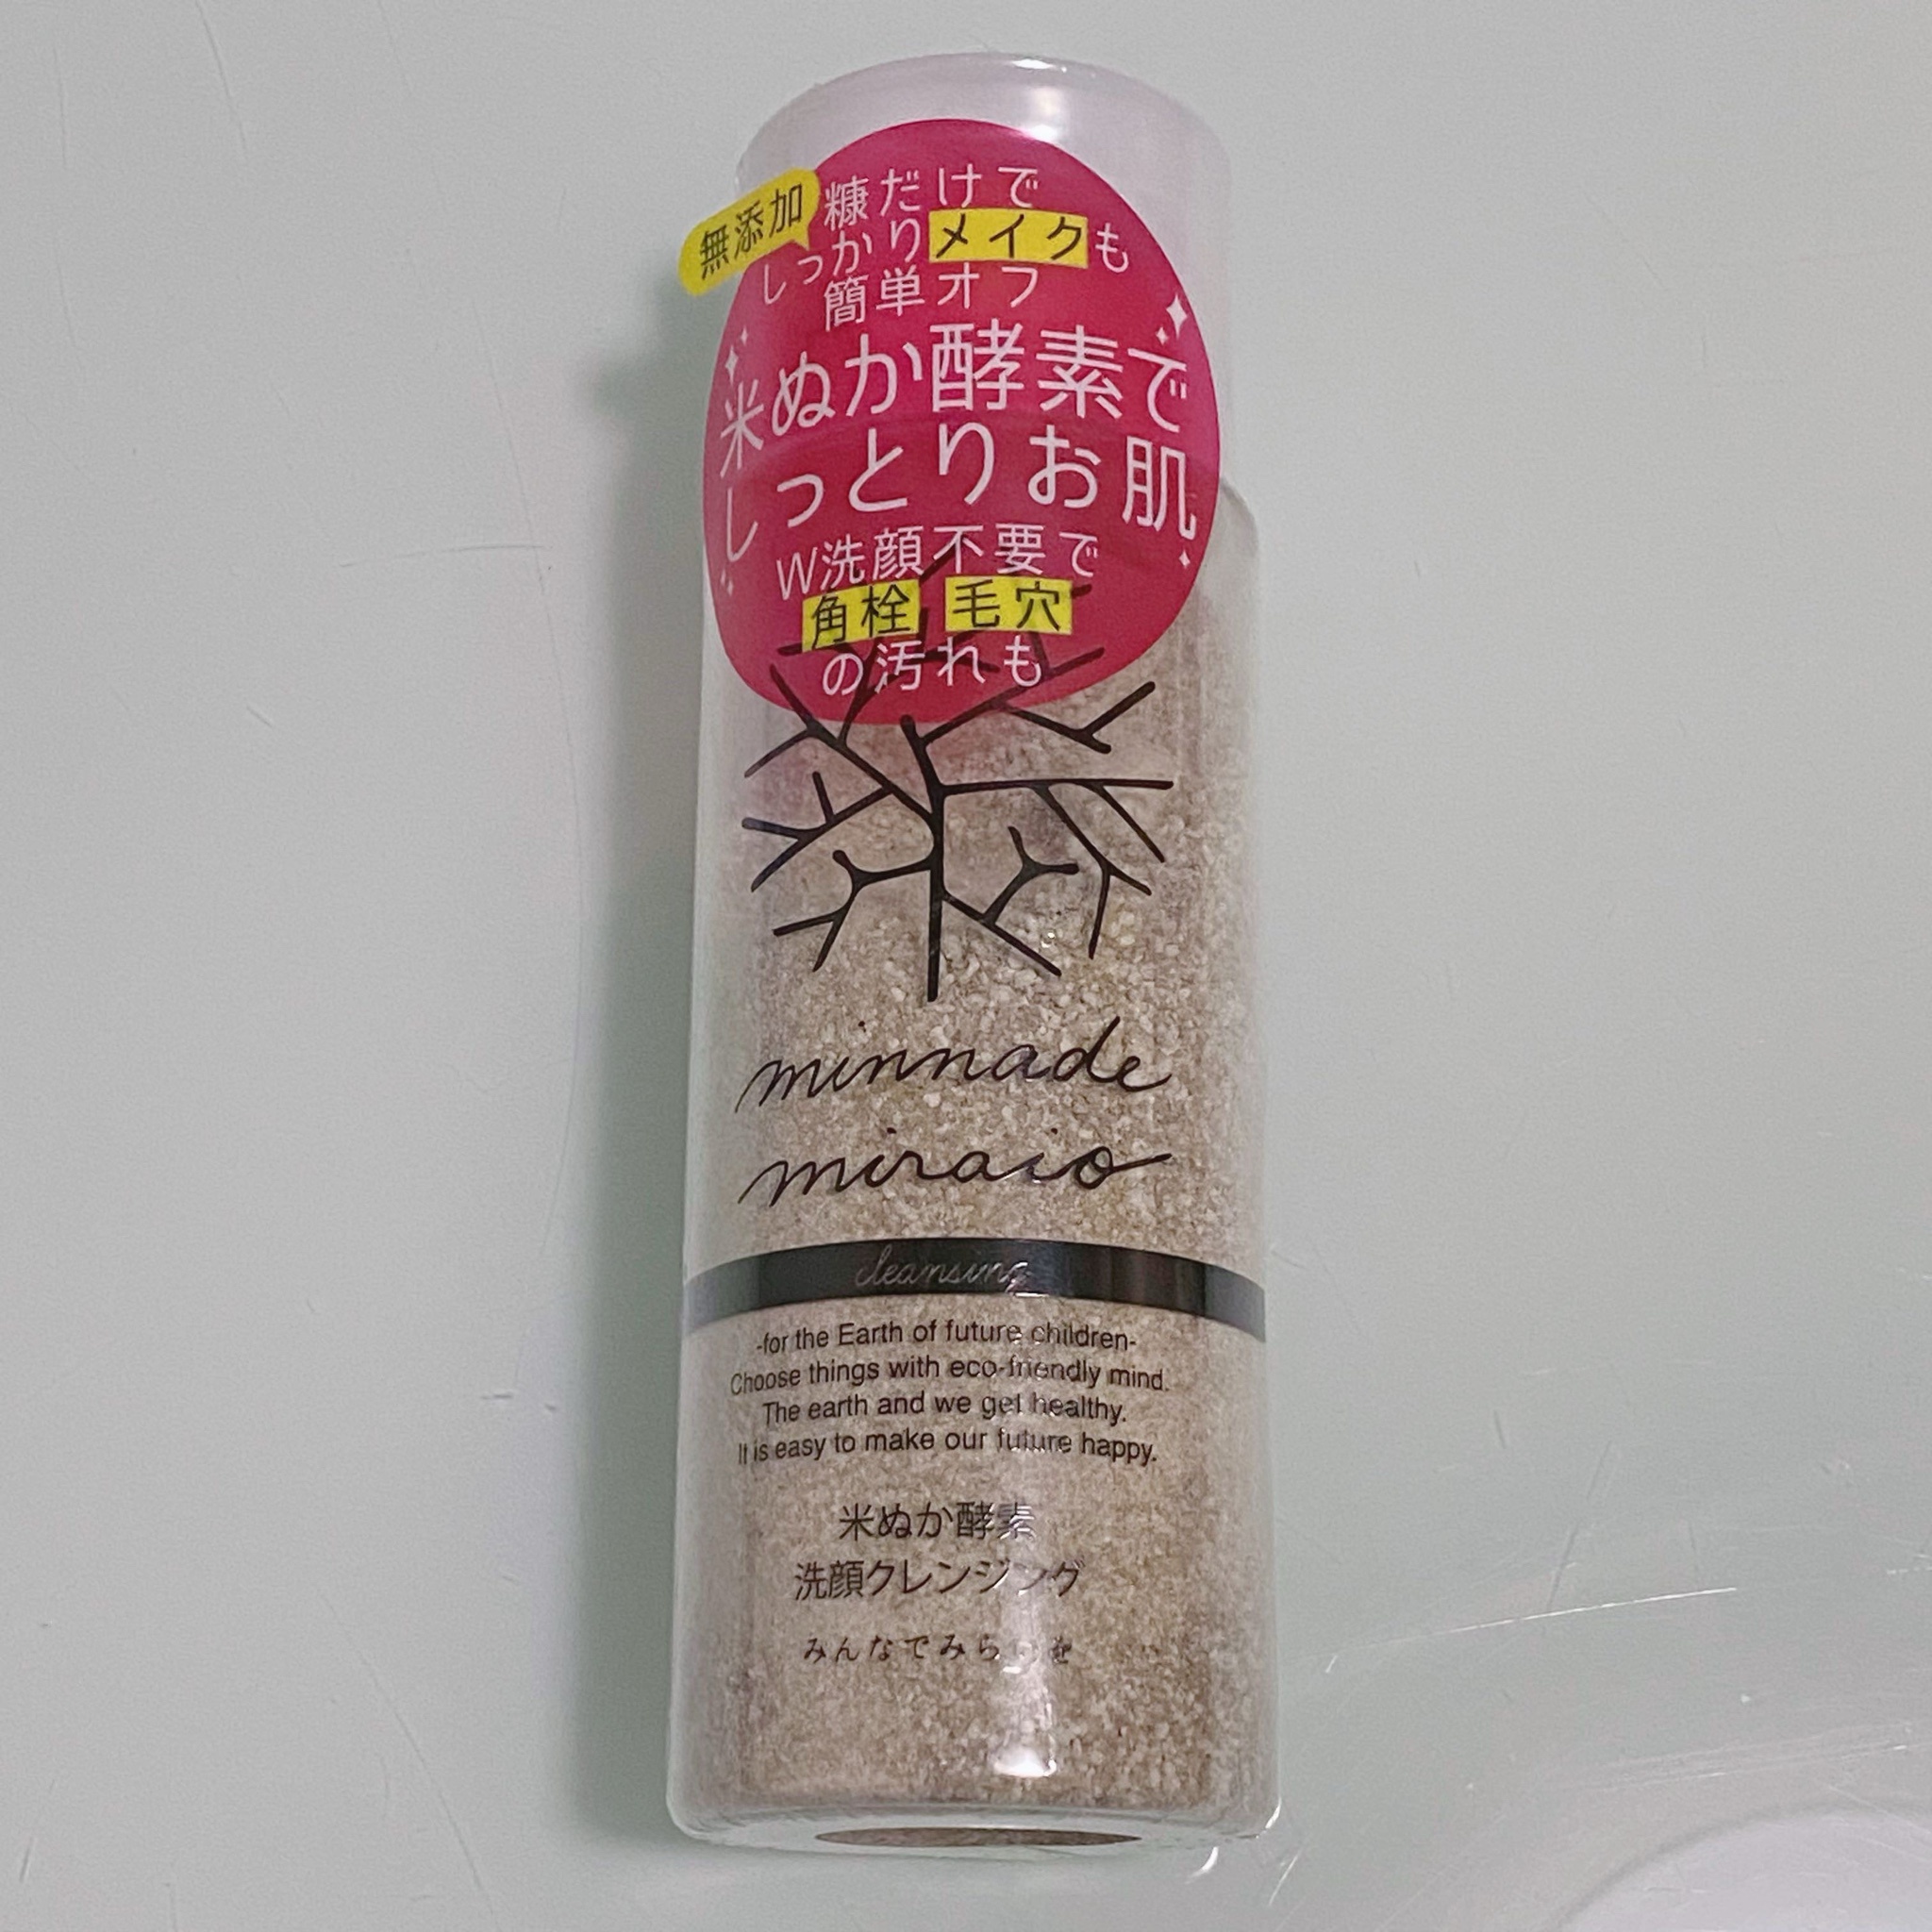 無添加
糠だけで
しっかりメイクも
簡単オフ
米ぬか酵素で
しっとりお肌
W洗顔不要で
角栓 毛穴
の汚れも
minnade
miraio
cleansing
-for the Earth of future children-
Choose things with eco-friendly mind.
The earth and we get healthy.
It is easy to make our future happy.
米ぬか酵素
洗顔クレンジング
みんなでみらいを